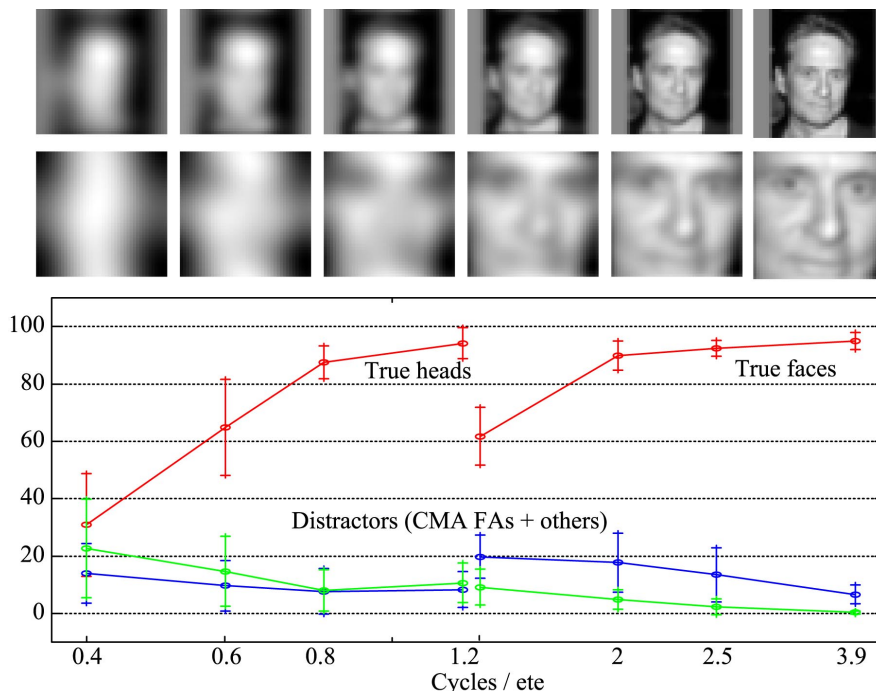 100
80
60
40
20
0
True heads
True faces
Distractors (CMA FAs + others)
0.4 0.6 0.8 1.2 2 2.5 3.9
Cycles / ete